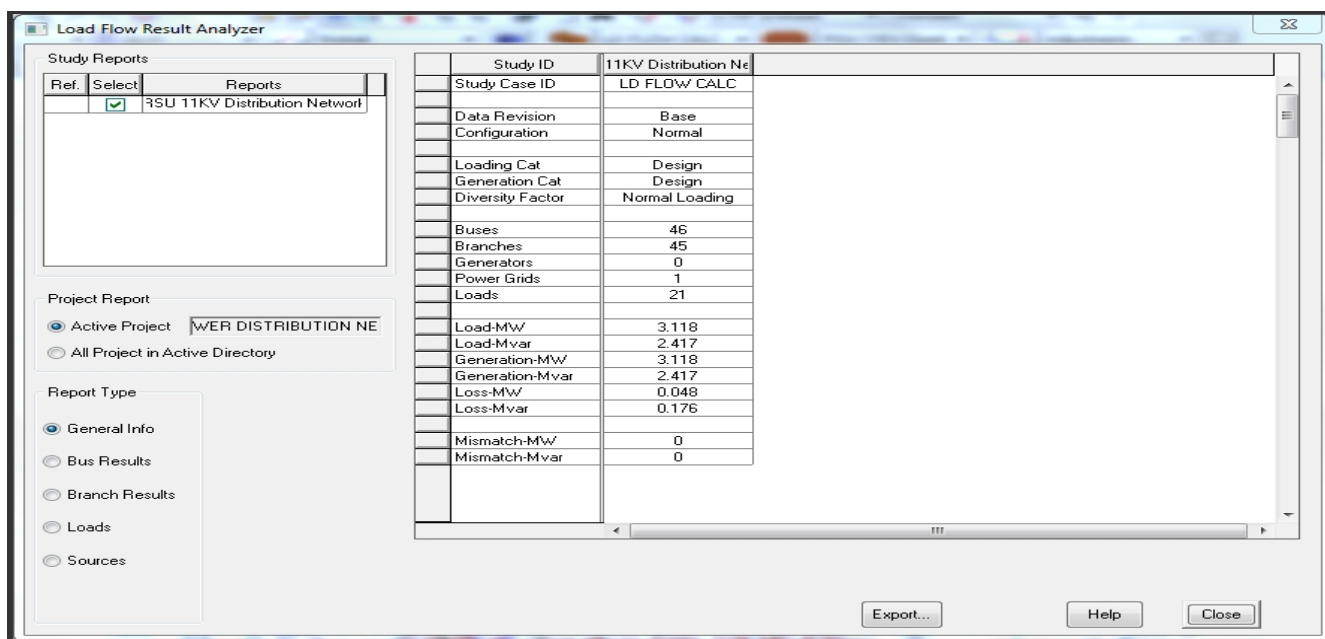 Load Flow Result Analyzer
Study Reports
Ref. Select Reports
RSU 11KV Distribution Network
Project Report
Active Project WER DISTRIBUTION NE
All Project in Active Directory
Report Type
General Info
Bus Results
Branch Results
Loads
Sources
Study ID 11KV Distribution Ne
Study Case ID LD FLOW CALC
Data Revision Base
Configuration Normal
Loading Cat Design
Generation Cat Design
Diversity Factor Normal Loading
Buses 46
Branches 45
Generators 0
Power Grids 1
Loads 21
Load-MW 3.118
Load-Mvar 2.417
Generation-MW 3.118
Generation-Mvar 2.417
Loss-MW 0.048
Loss-Mvar 0.176
Mismatch-MW 0
Mismatch-Mvar 0
Export...
Help
Close